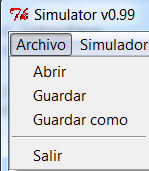 Simulator v0.99
Archivo Simulador
Abrir
Guardar
Guardar como
Salir